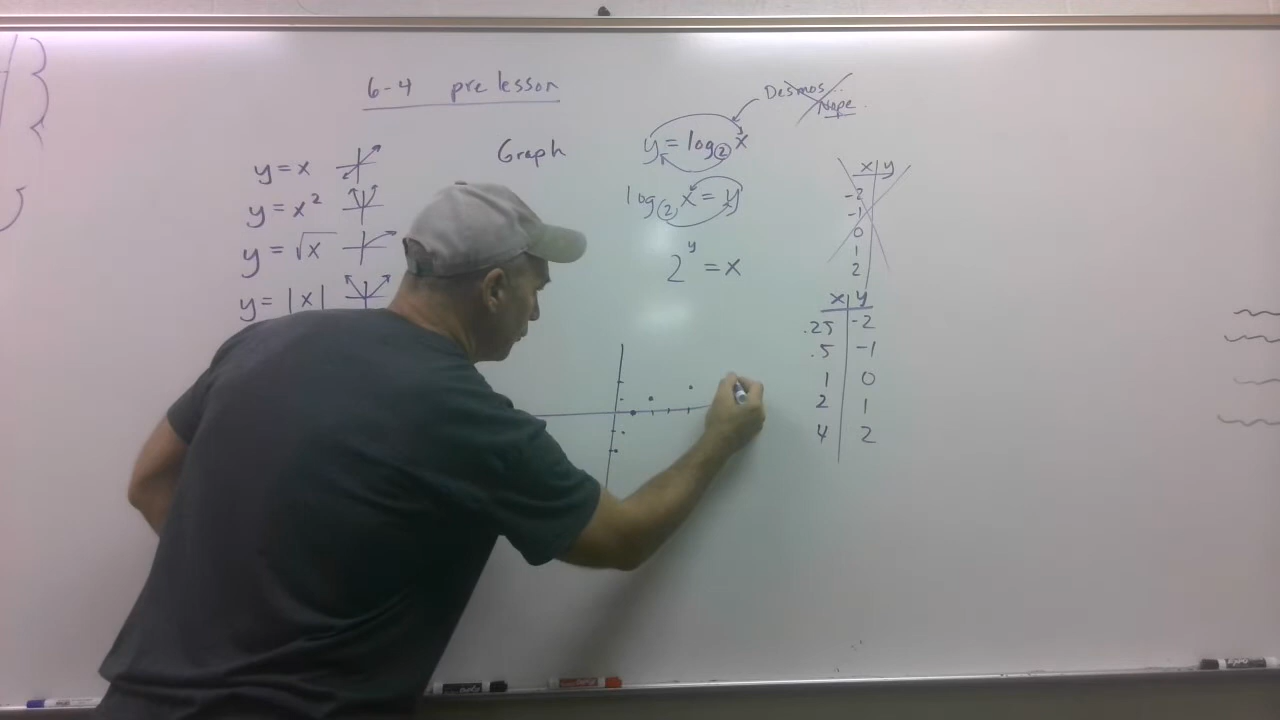 6-4 pre lesson
Desmos
Nope.
Graph
y = log₂ x
log₂ x = y
2^y = x
y = x
y = x²
y = √x
y = |x|
x | y
-2
-1
0
1
2
x | y
.25 | -2
.5 | -1
1 | 0
2 | 1
4 | 2
expo